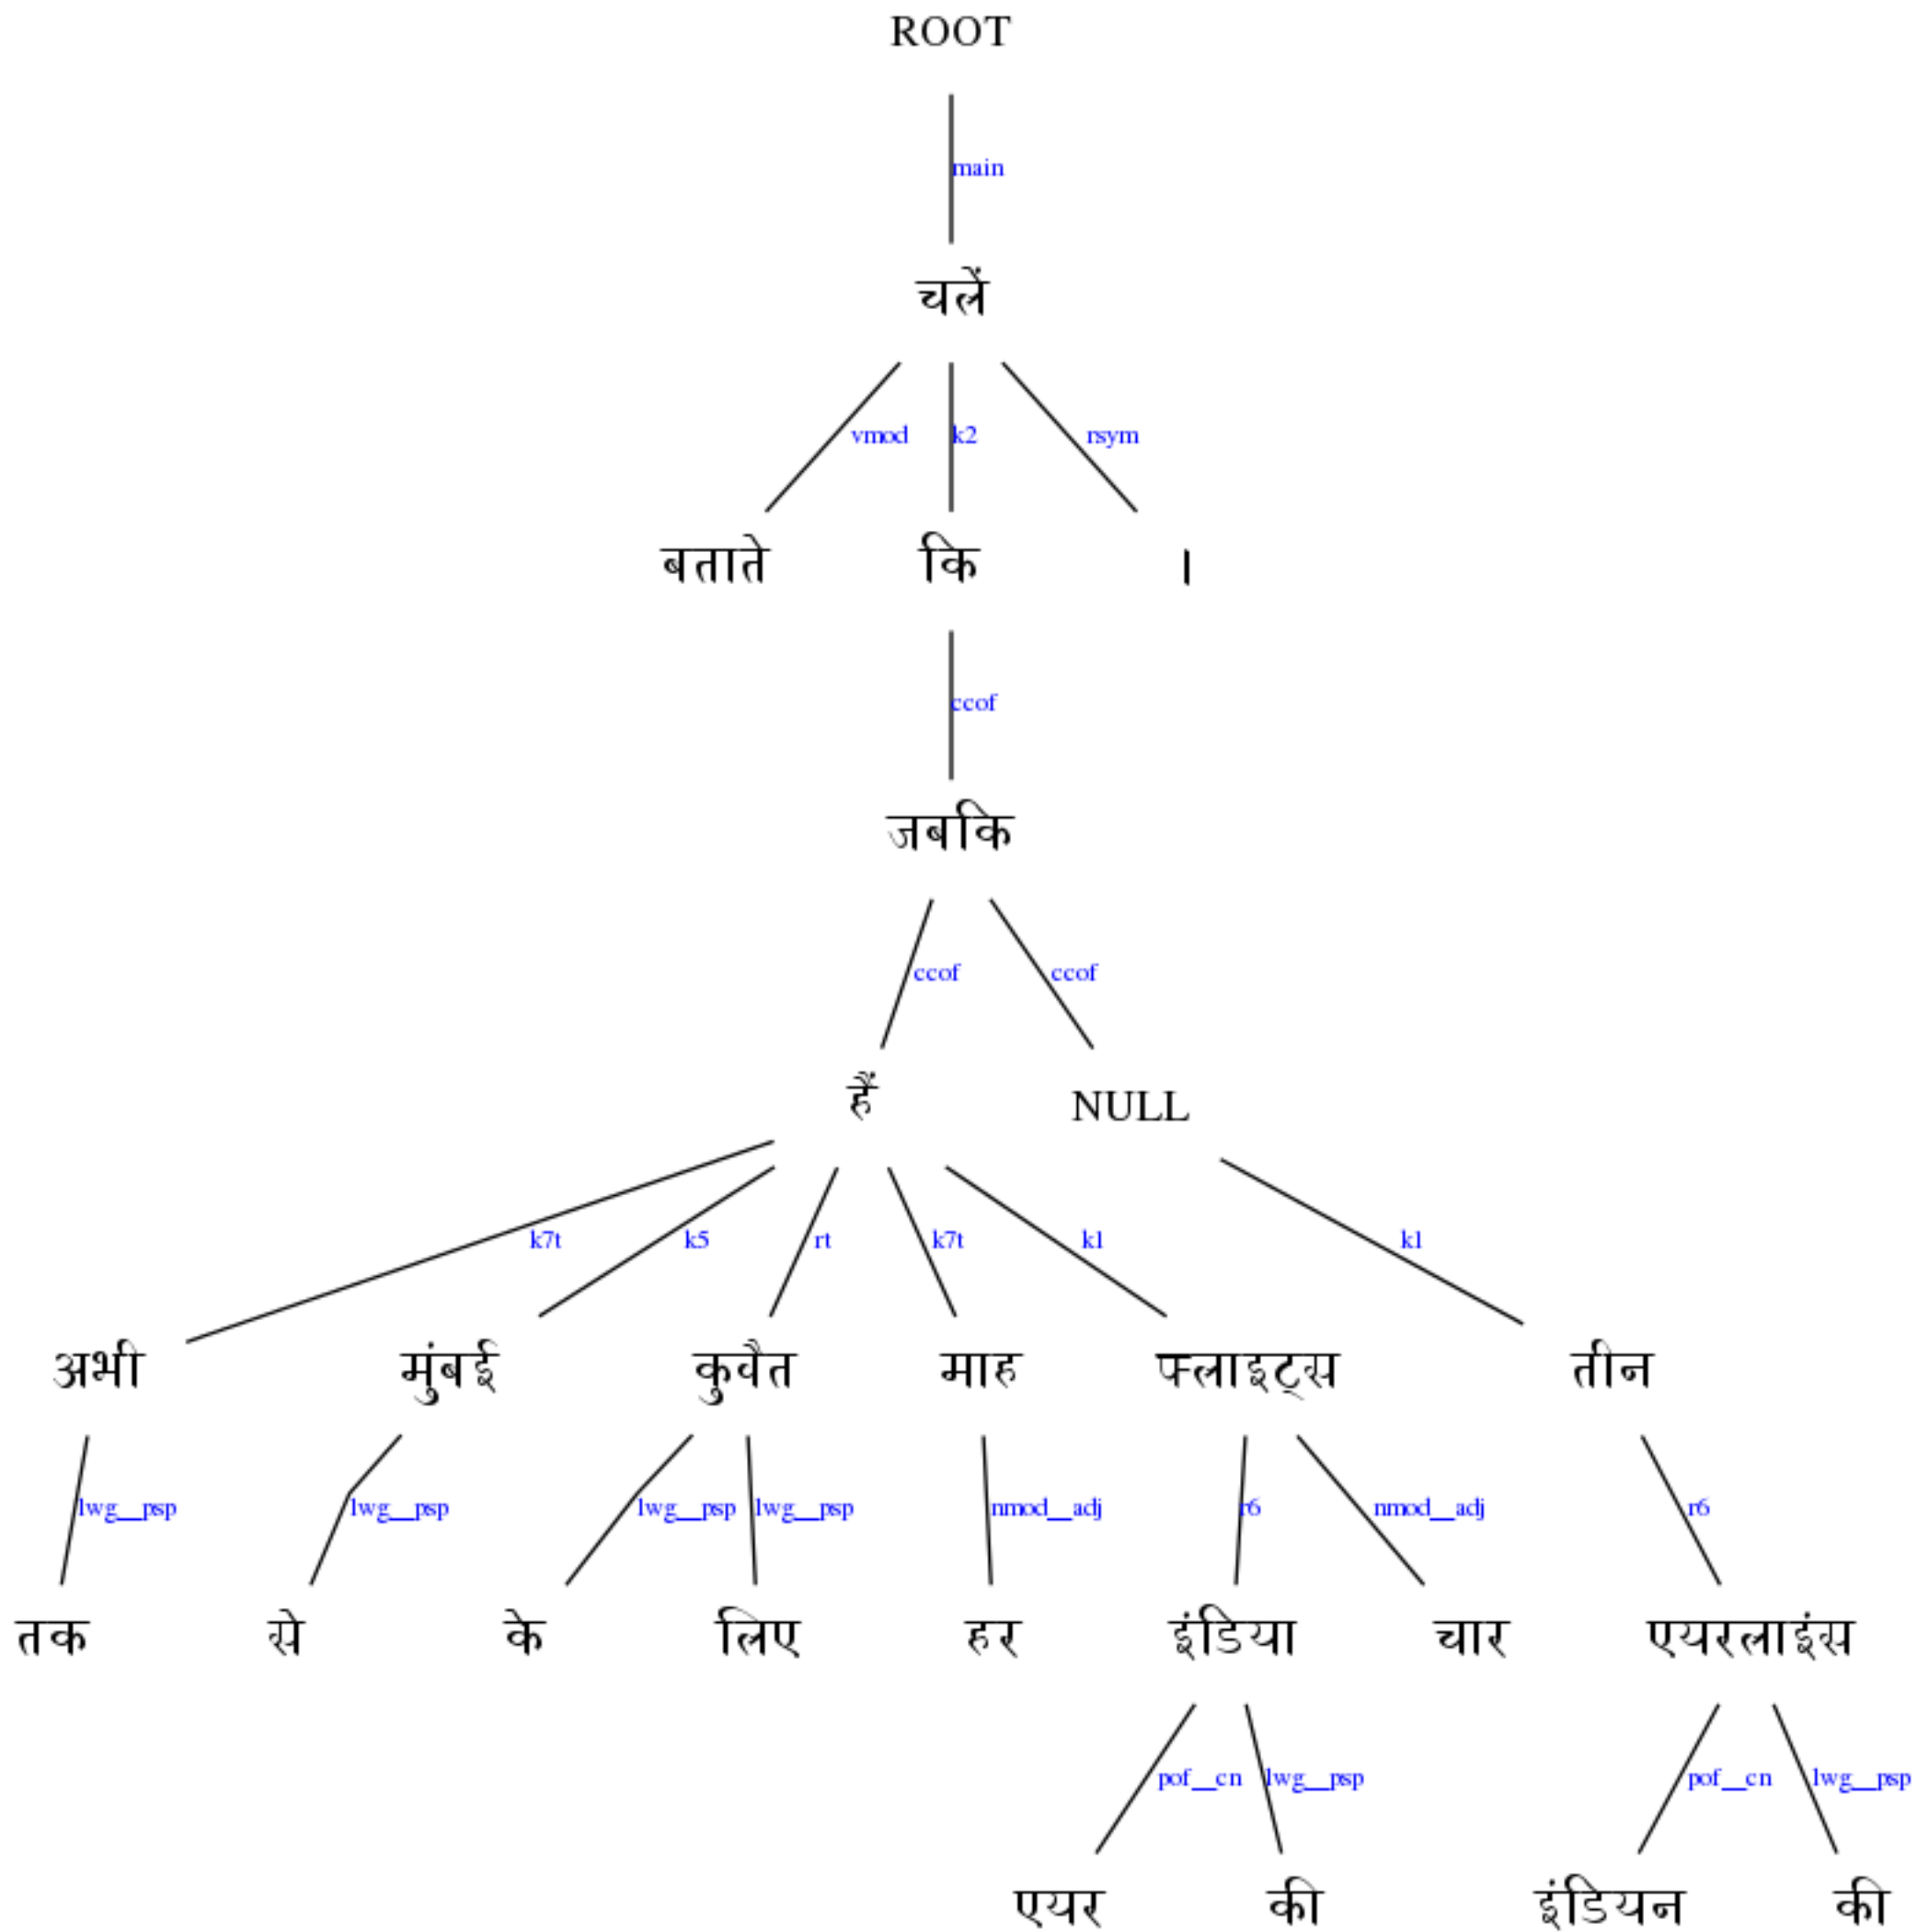 ROOT
main
चलें
vmod k2 rsym
बताते कि ।
ccof
जबकि
ccof ccof
हैं NULL
k7t k5 rt k7t k1 k1
अभी मुंबई कुवैत माह फ्लाइट्स तीन
lwg__psp lwg__psp lwg__psp lwg__psp nmod__adj r6 nmod__adj r6
तक से के लिए हर इंडिया चार एयरलाइंस
pof__cn lwg__psp pof__cn lwg__psp
एयर की इंडियन की